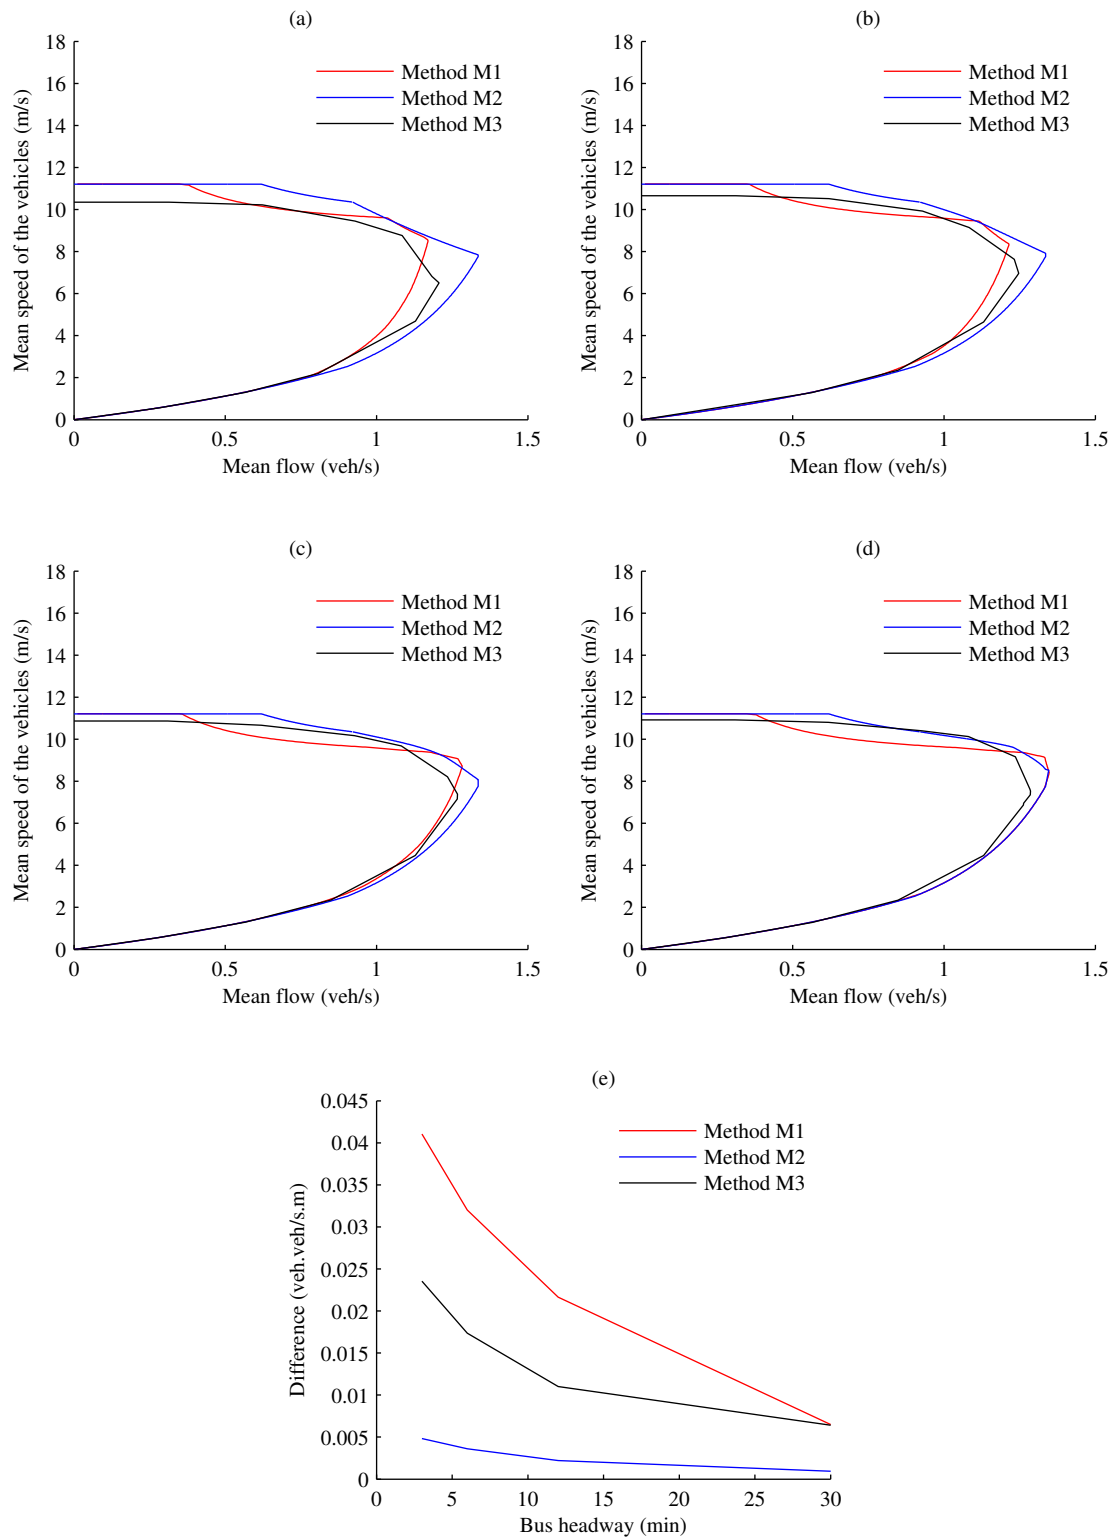 (a)
18
16
14
12
10
8
6
4
2
0
0
0.5
1
1.5
Mean speed of the vehicles (m/s)
Mean flow (veh/s)
Method M1
Method M2
Method M3
(b)
18
16
14
12
10
8
6
4
2
0
0
0.5
1
1.5
Mean speed of the vehicles (m/s)
Mean flow (veh/s)
Method M1
Method M2
Method M3
(c)
18
16
14
12
10
8
6
4
2
0
0
0.5
1
1.5
Mean speed of the vehicles (m/s)
Mean flow (veh/s)
Method M1
Method M2
Method M3
(d)
18
16
14
12
10
8
6
4
2
0
0
0.5
1
1.5
Mean speed of the vehicles (m/s)
Mean flow (veh/s)
Method M1
Method M2
Method M3
(e)
0.045
0.04
0.035
0.03
0.025
0.02
0.015
0.01
0.005
0
0
5
10
15
20
25
30
Difference (veh.veh/s.m)
Bus headway (min)
Method M1
Method M2
Method M3